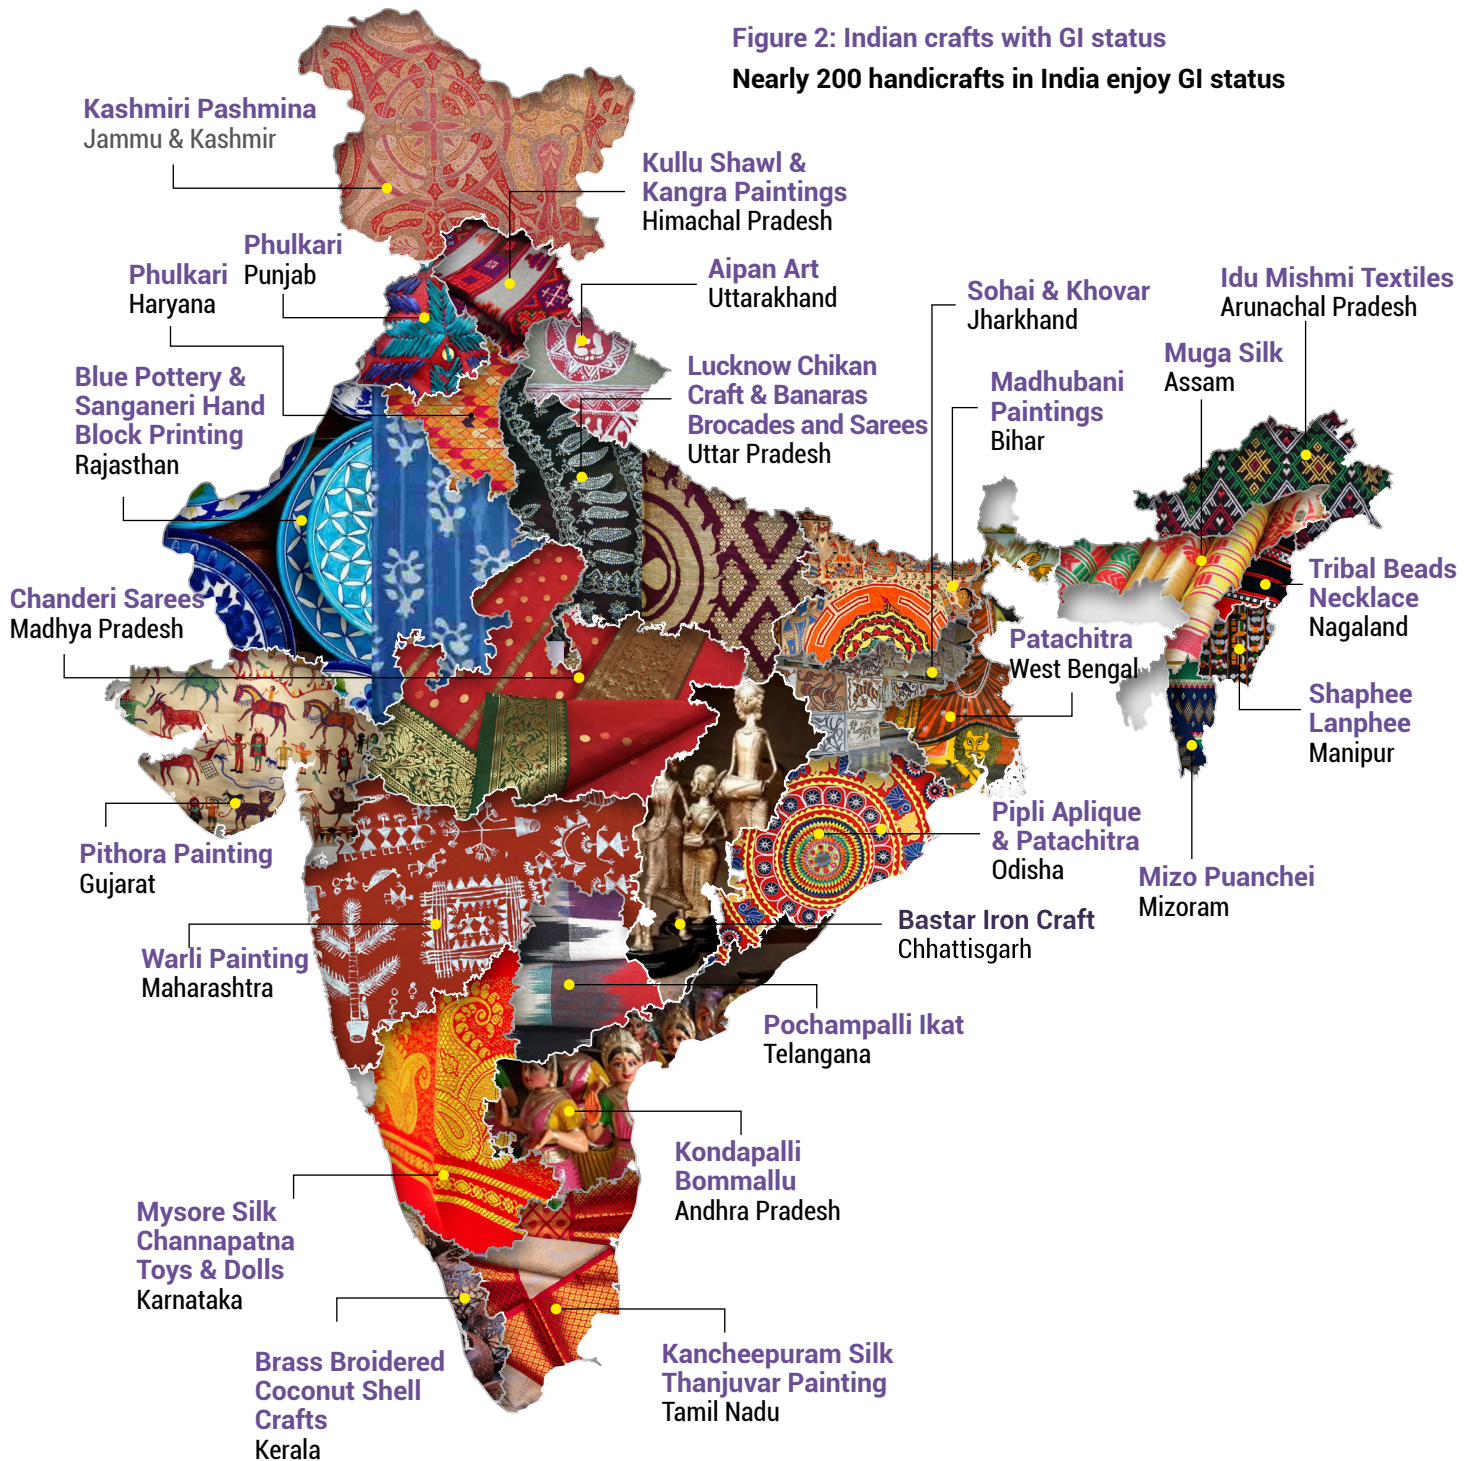 Figure 2: Indian crafts with GI status
Nearly 200 handicrafts in India enjoy GI status
Kashmiri Pashmina
Jammu & Kashmir
Kullu Shawl &
Kangra Paintings
Himachal Pradesh
Phulkari
Punjab
Phulkari
Haryana
Aipan Art
Uttarakhand
Sohai & Khovar
Jharkhand
Idu Mishmi Textiles
Arunachal Pradesh
Muga Silk
Assam
Blue Pottery &
Sanganeri Hand
Block Printing
Rajasthan
Lucknow Chikan
Craft & Banaras
Brocades and Sarees
Uttar Pradesh
Madhubani
Paintings
Bihar
Chanderi Sarees
Madhya Pradesh
Tribal Beads
Necklace
Nagaland
Patachitra
West Bengal
Shaphee
Lanphee
Manipur
Pithora Painting
Gujarat
Pipli Aplique
& Patachitra
Odisha
Mizo Puanchei
Mizoram
Warli Painting
Maharashtra
Bastar Iron Craft
Chhattisgarh
Pochampalli Ikat
Telangana
Kondapalli
Bommallu
Andhra Pradesh
Mysore Silk
Channapatna
Toys & Dolls
Karnataka
Brass Broidered
Coconut Shell
Crafts
Kerala
Kancheepuram Silk
Thanjuvar Painting
Tamil Nadu